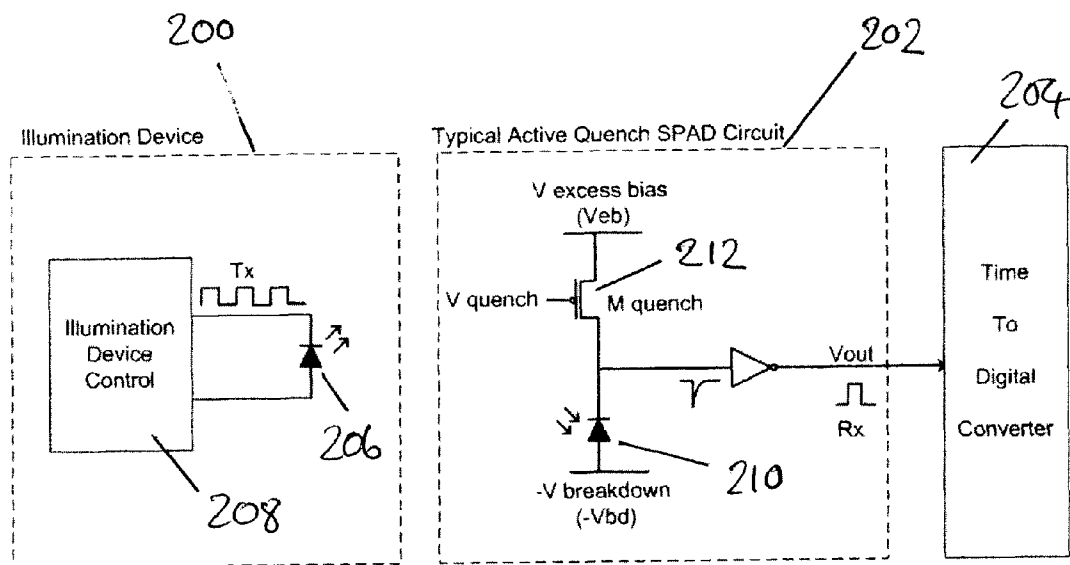 200
202
204
Illumination Device
Typical Active Quench SPAD Circuit
V excess bias
(Veb)
212
Tx
V quench
M quench
Illumination
Device
Control
Vout
Rx
Time
To
Digital
Converter
206
208
210
-V breakdown
(-Vbd)